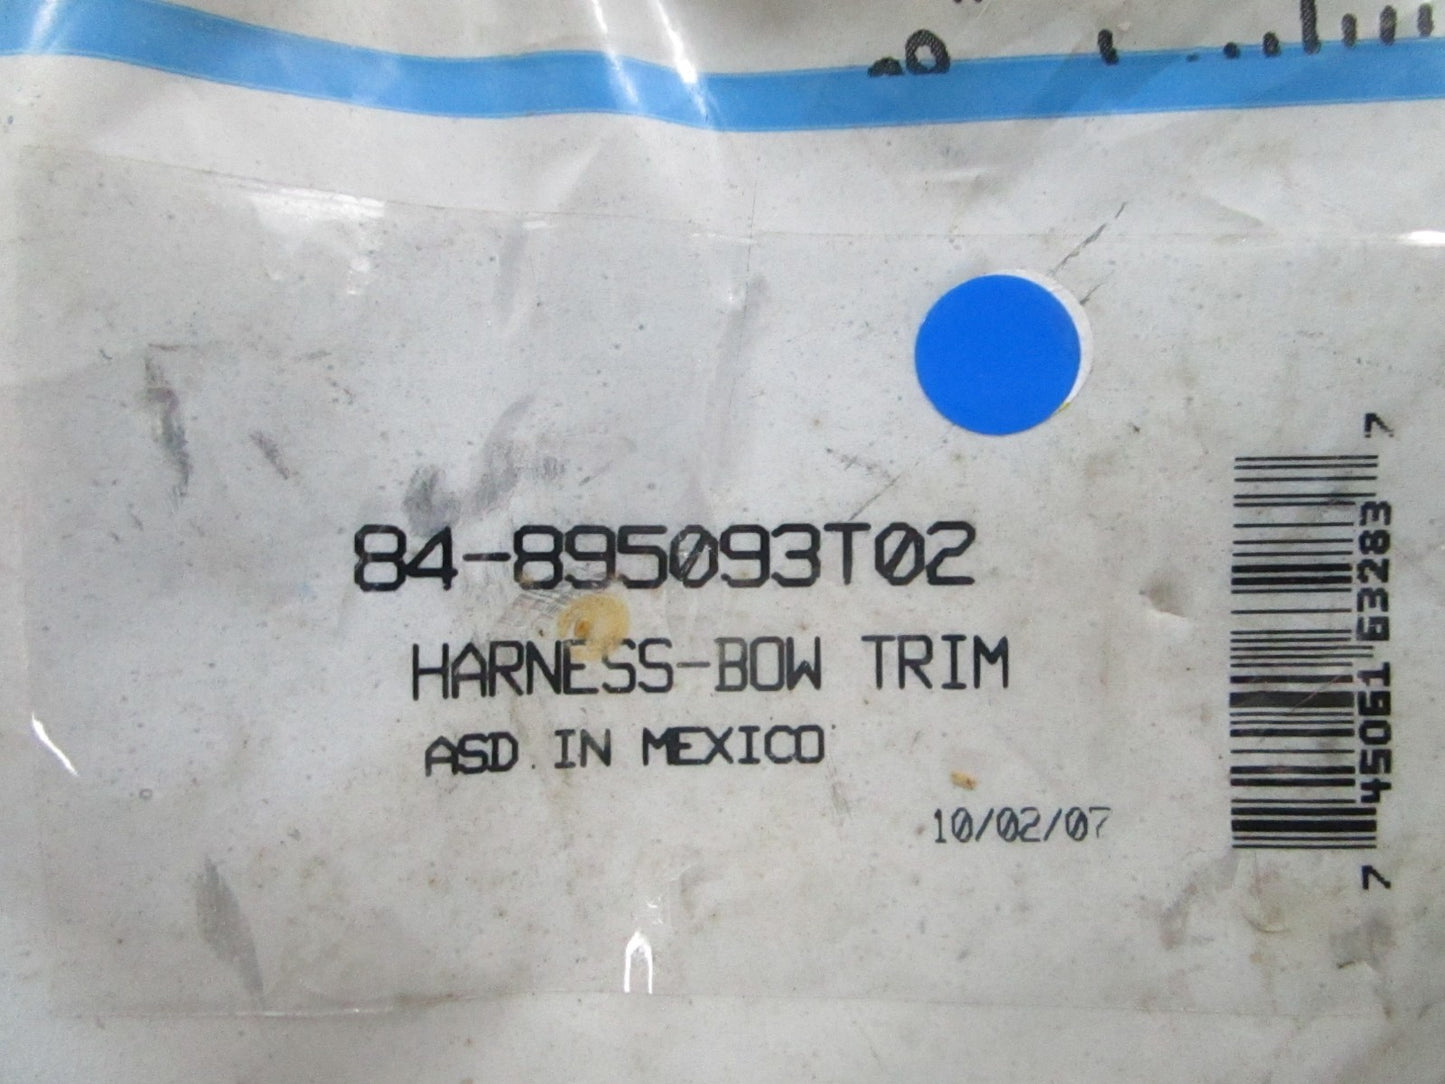 84-895093T02
HARNESS-BOW TRIM
ASD. IN MEXICO
10/02/07
7 45061 63283 7